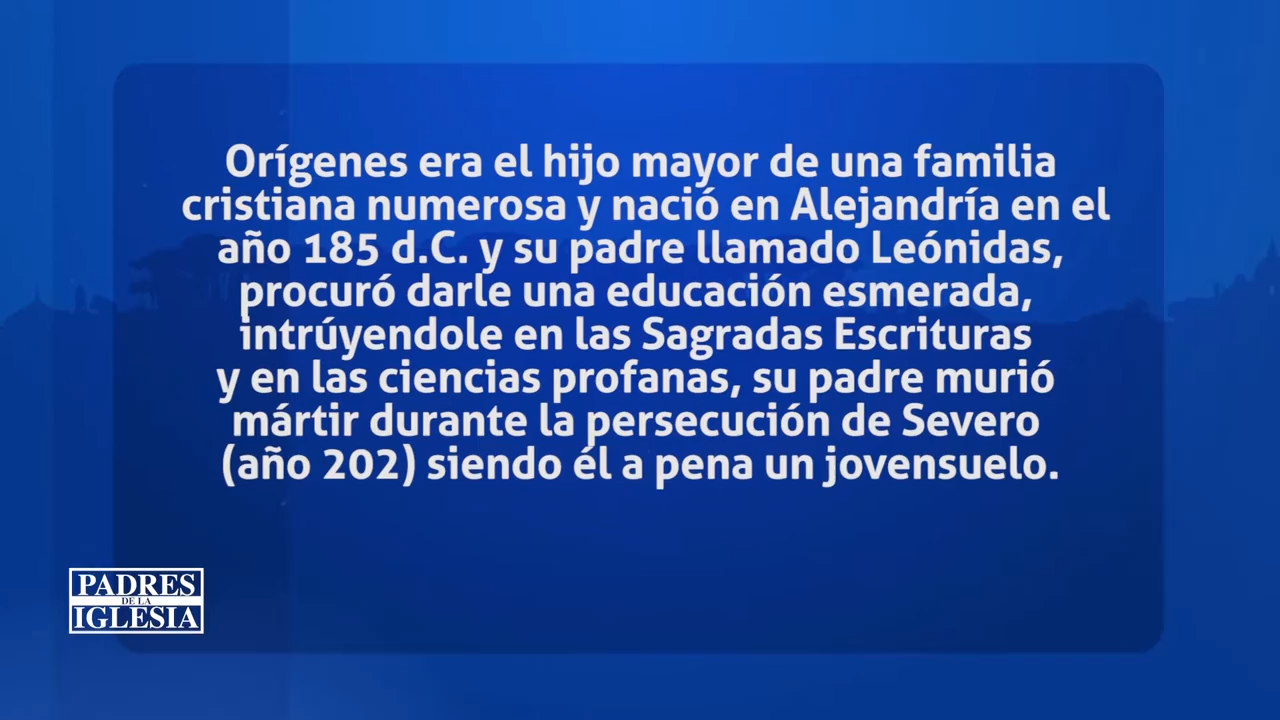 Orígenes era el hijo mayor de una familia
cristiana numerosa y nació en Alejandría en el
año 185 d.C. y su padre llamado Leónidas,
procuró darle una educación esmerada,
intrúyendole en las Sagradas Escrituras
y en las ciencias profanas, su padre murió
mártir durante la persecución de Severo
(año 202) siendo él a pena un jovensuelo.
PADRES
DE LA
IGLESIA